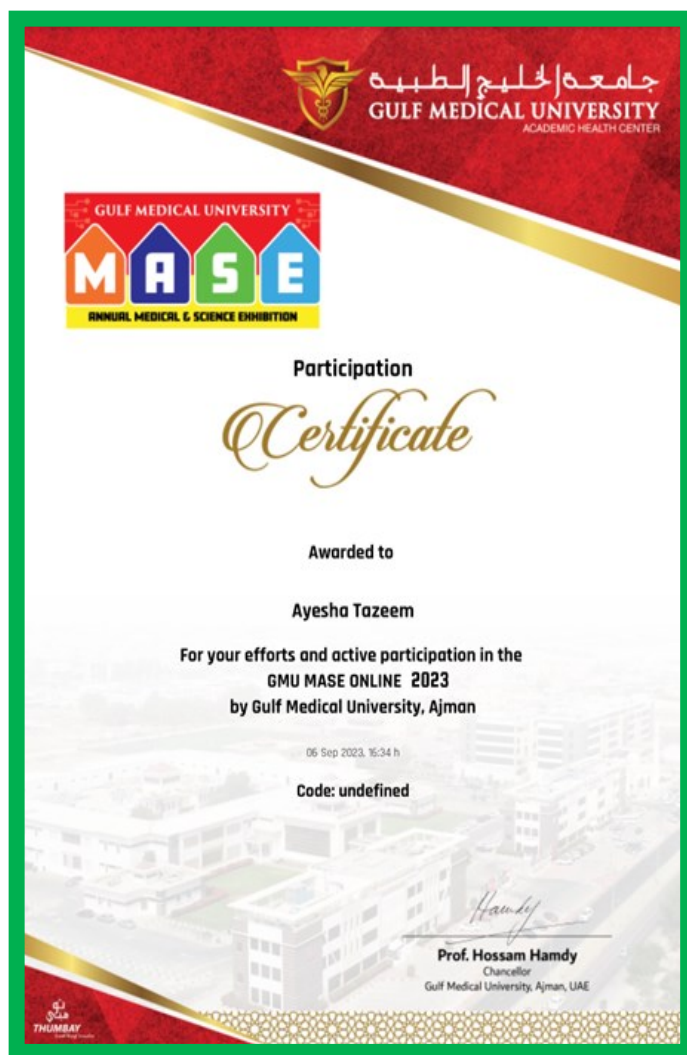 جامعة الخليج الطبية
GULF MEDICAL UNIVERSITY
ACADEMIC HEALTH CENTER
GULF MEDICAL UNIVERSITY
MASE
ANNUAL MEDICAL & SCIENCE EXHIBITION
Participation
Certificate
Awarded to
Ayesha Tazeem
For your efforts and active participation in the
GMU MASE ONLINE 2023
by Gulf Medical University, Ajman
06 Sep 2023, 16:34 h
Code: undefined
Hamdy
Prof. Hossam Hamdy
Chancellor
Gulf Medical University, Ajman, UAE
THUMBAY